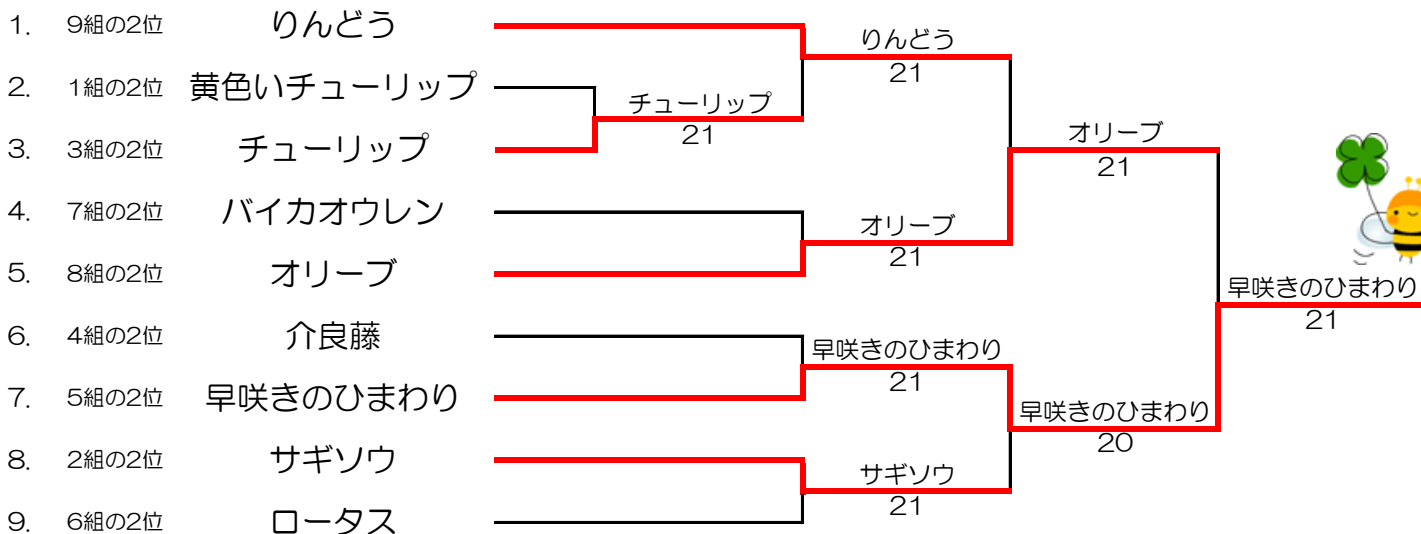 1. 9組の2位 りんどう
りんどう
21
2. 1組の2位 黄色いチューリップ
チューリップ
21
3. 3組の2位 チューリップ
オリーブ
21
4. 7組の2位 バイカオウレン
オリーブ
21
5. 8組の2位 オリーブ
早咲きのひまわり
21
6. 4組の2位 介良藤
早咲きのひまわり
21
7. 5組の2位 早咲きのひまわり
早咲きのひまわり
20
8. 2組の2位 サギソウ
サギソウ
21
9. 6組の2位 ロータス